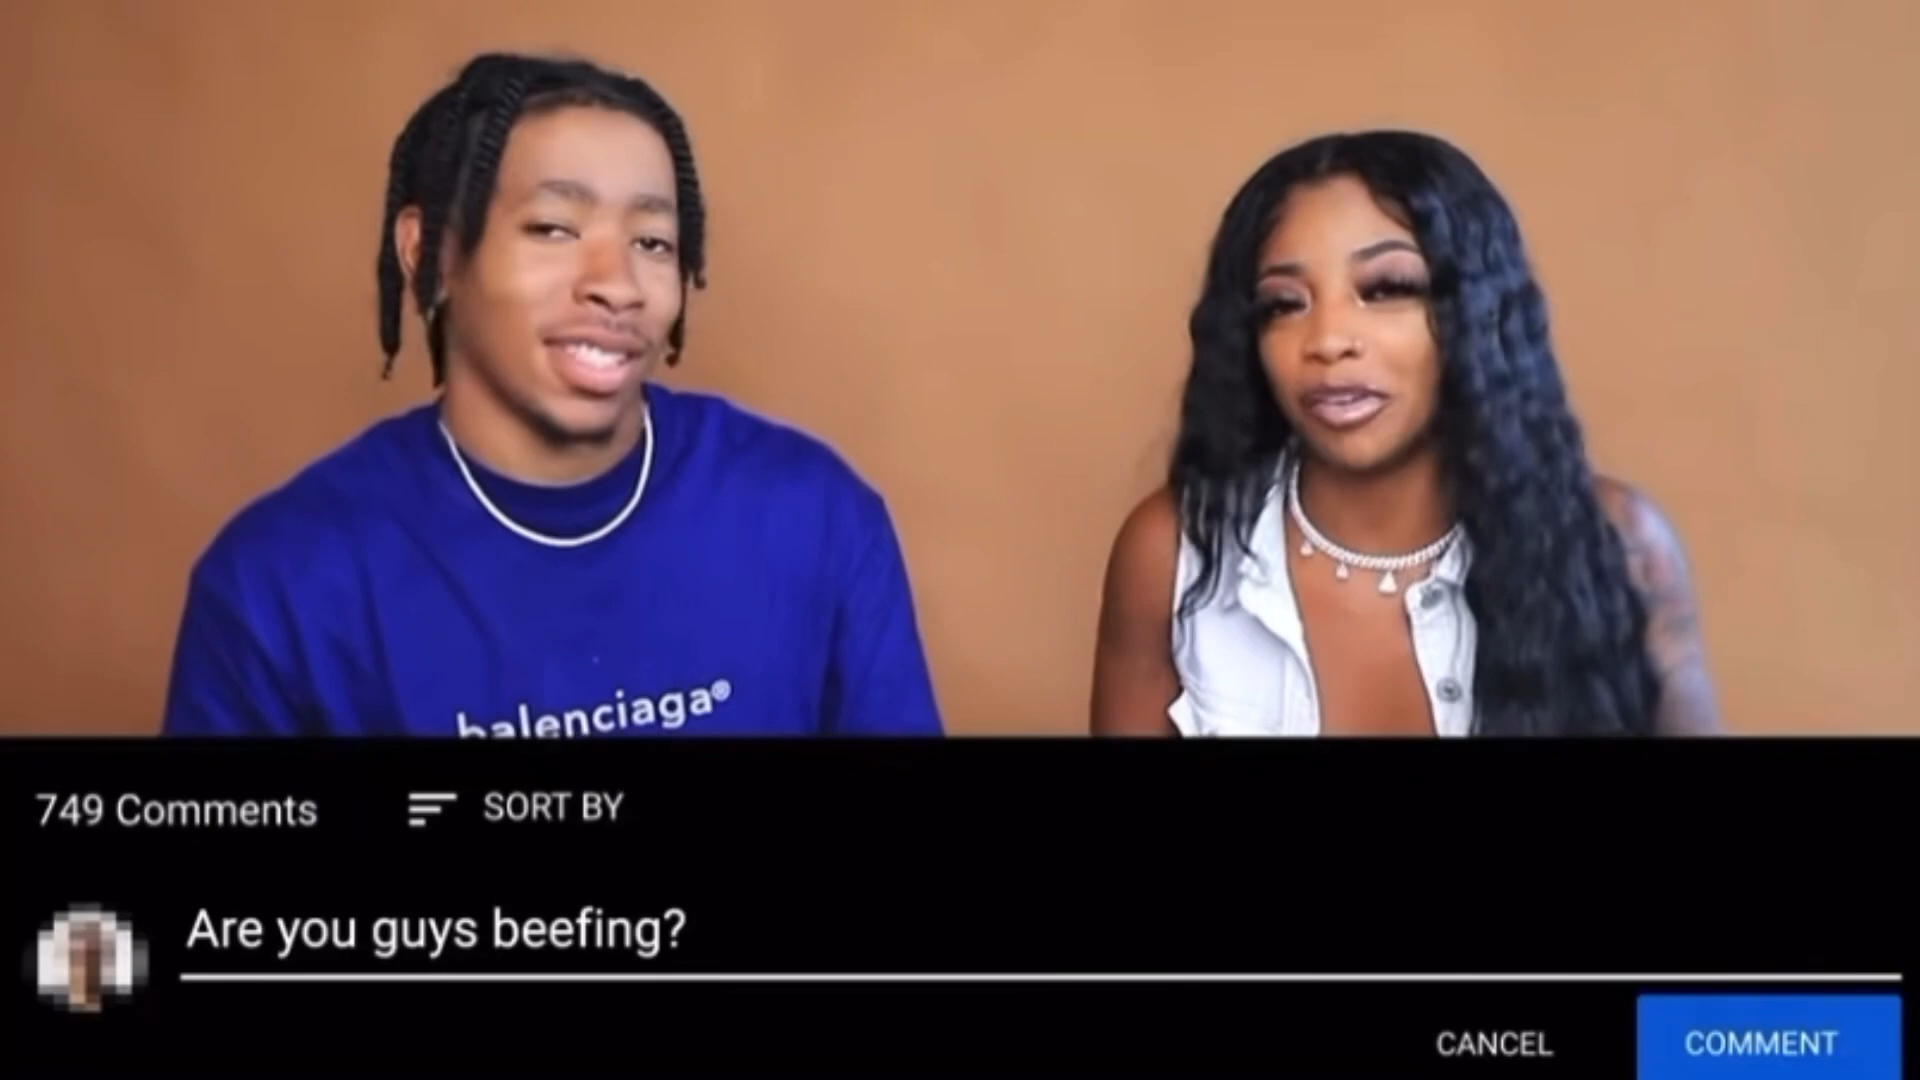 balenciaga®
749 Comments
SORT BY
Are you guys beefing?
CANCEL
COMMENT